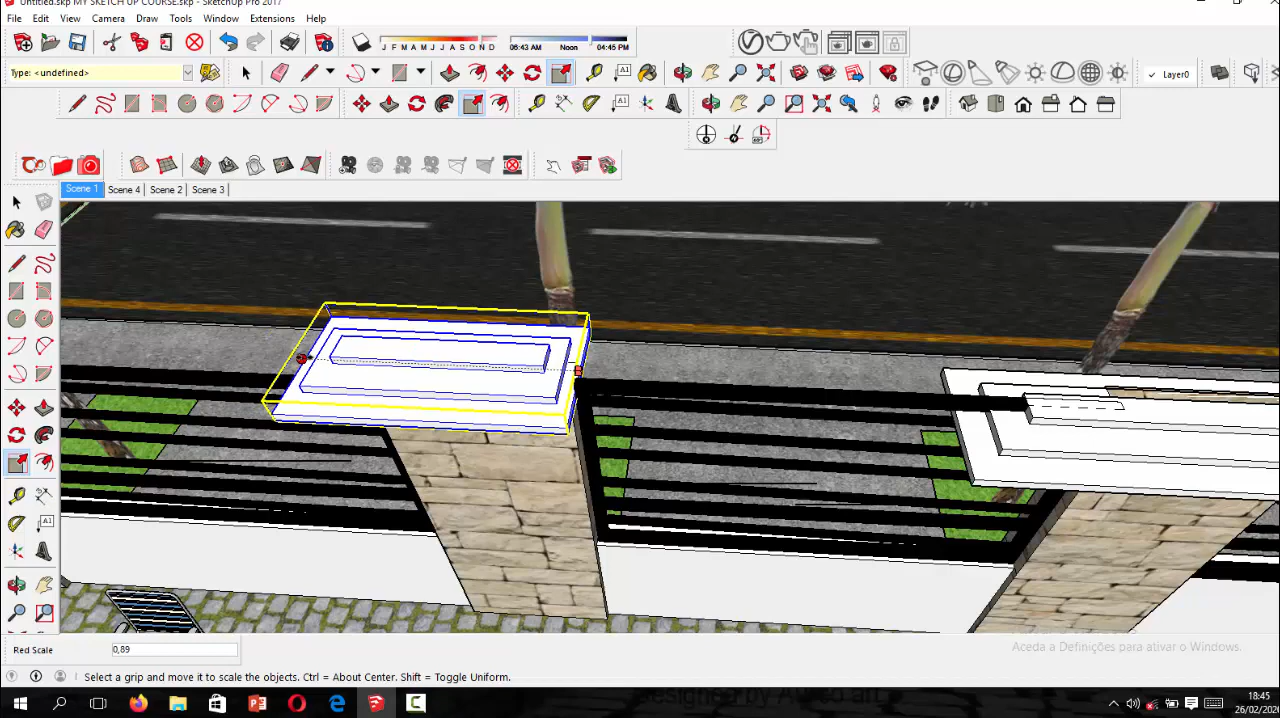 Untitled.skp MY SKETCH UP COURSE.skp - SketchUp Pro 2017
File Edit View Camera Draw Tools Window Extensions Help
J F M A M J J A S O N D 06:43 AM Noon 04:45 PM
Type: <undefined> A1 Layer0
A1
Scene 1 Scene 4 Scene 2 Scene 3
A1
Red Scale 0,89
Aceda a Definições para ativar o Windows.
Select a grip and move it to scale the objects. Ctrl = About Center. Shift = Toggle Uniform.
18:45